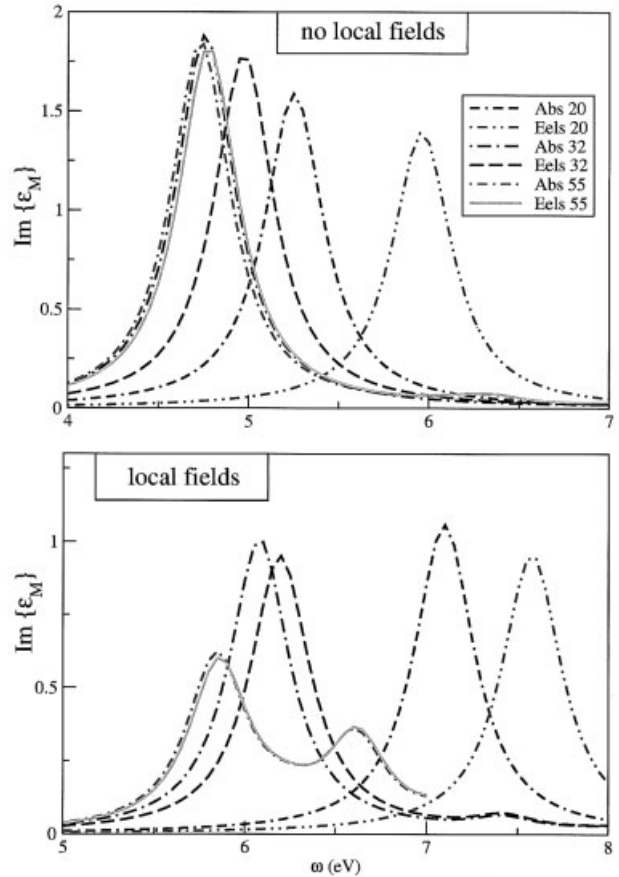 no local fields
2
1.5
1
0.5
0
Im {εM}
Abs 20
Eels 20
Abs 32
Eels 32
Abs 55
Eels 55
4 5 6 7
local fields
1
0.5
0
Im {εM}
5 6 7 8
ω (eV)